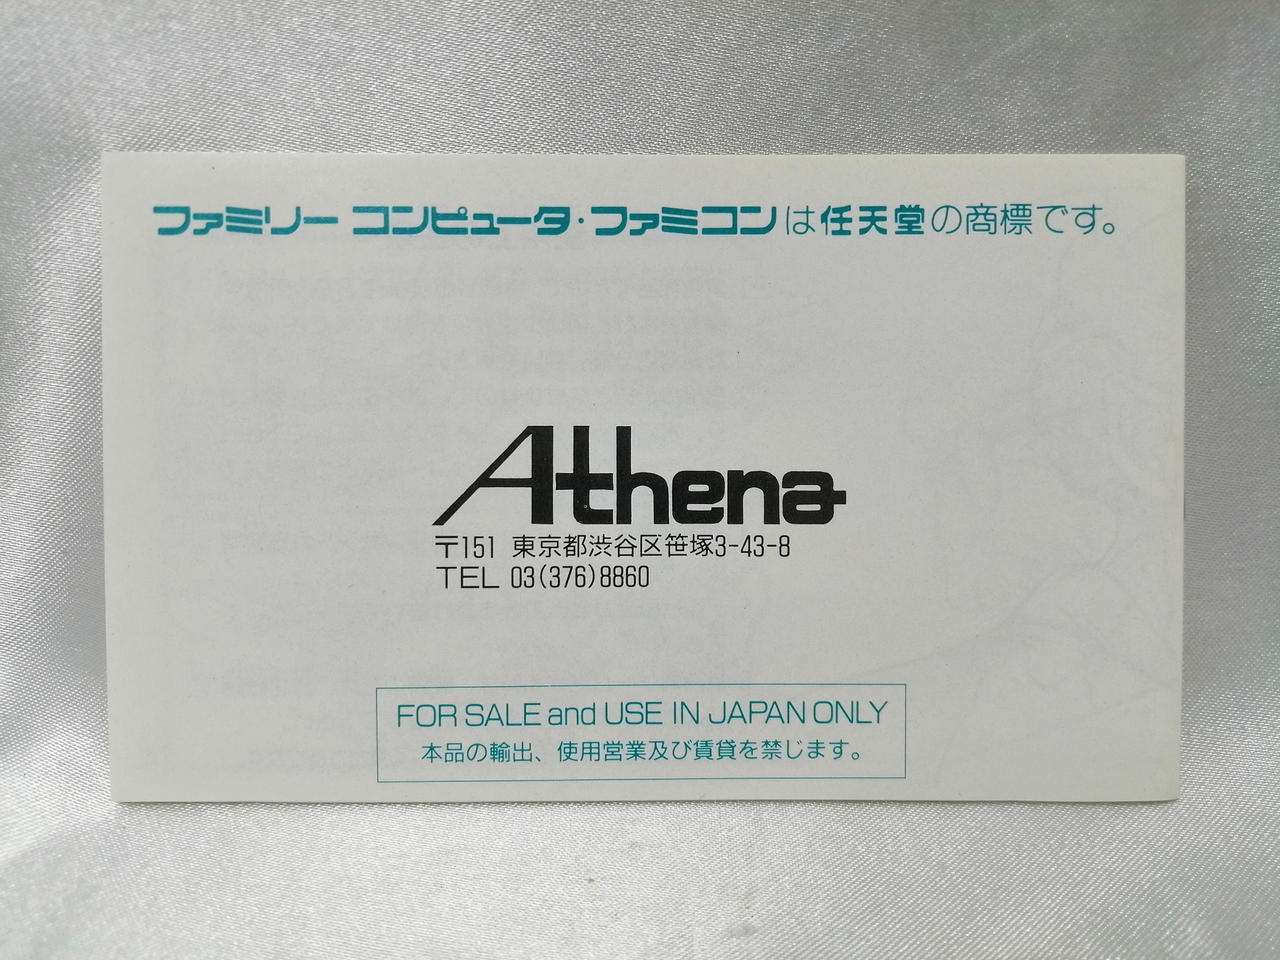 ファミリー コンピュータ・ファミコンは任天堂の商標です。
Athena
〒151 東京都渋谷区笹塚3-43-8
TEL 03(376)8860
FOR SALE and USE IN JAPAN ONLY
本品の輸出、使用営業及び賃貸を禁じます。